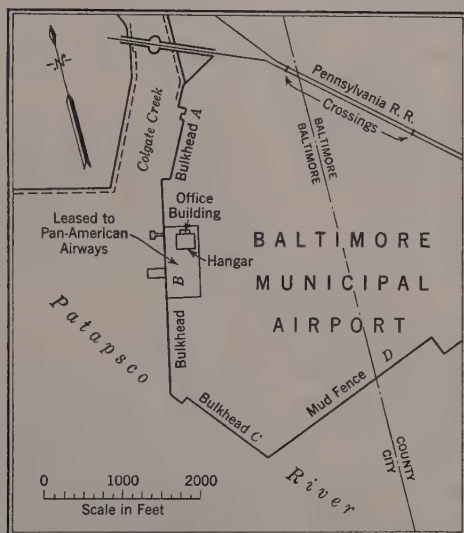 N
Colgate Creek
Pennsylvania R. R.
Crossings
BALTIMORE
BALTIMORE
Bulkhead A
Office
Building
Leased to
Pan-American
Airways
Hangar
B
BALTIMORE
MUNICIPAL
AIRPORT
Patapsco
Bulkhead
D
Mud Fence
Bulkhead C
COUNTY
CITY
River
0 1000 2000
Scale in Feet